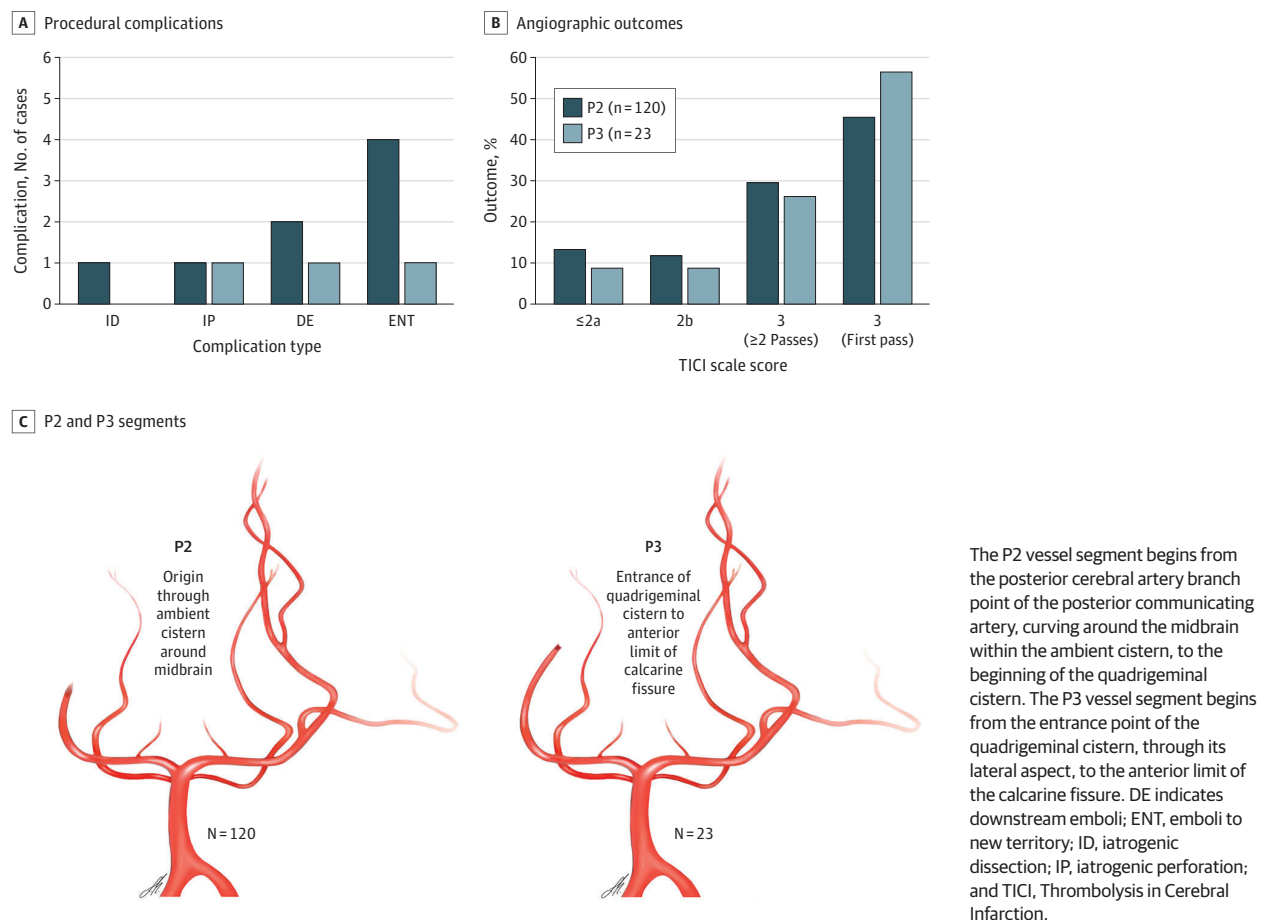 A Procedural complications
6
5
4
3
2
1
0
Complication, No. of cases
ID IP DE ENT
Complication type
B Angiographic outcomes
60
50
40
30
20
10
0
Outcome, %
P2 (n=120)
P3 (n=23
≤2a 2b 3 3
(≥2 Passes) (First pass)
TICI scale score
C P2 and P3 segments
P2
Origin
through
ambient
cistern
around
midbrain
N=120
P3
Entrance of
quadrigeminal
cistern to
anterior
limit of
calcarine
fissure
N=23
The P2 vessel segment begins from
the posterior cerebral artery branch
point of the posterior communicating
artery, curving around the midbrain
within the ambient cistern, to the
beginning of the quadrigeminal
cistern. The P3 vessel segment begins
from the entrance point of the
quadrigeminal cistern, through its
lateral aspect, to the anterior limit of
the calcarine fissure. DE indicates
downstream emboli; ENT, emboli to
new territory; ID, iatrogenic
dissection; IP, iatrogenic perforation;
and TICI, Thrombolysis in Cerebral
Infarction.